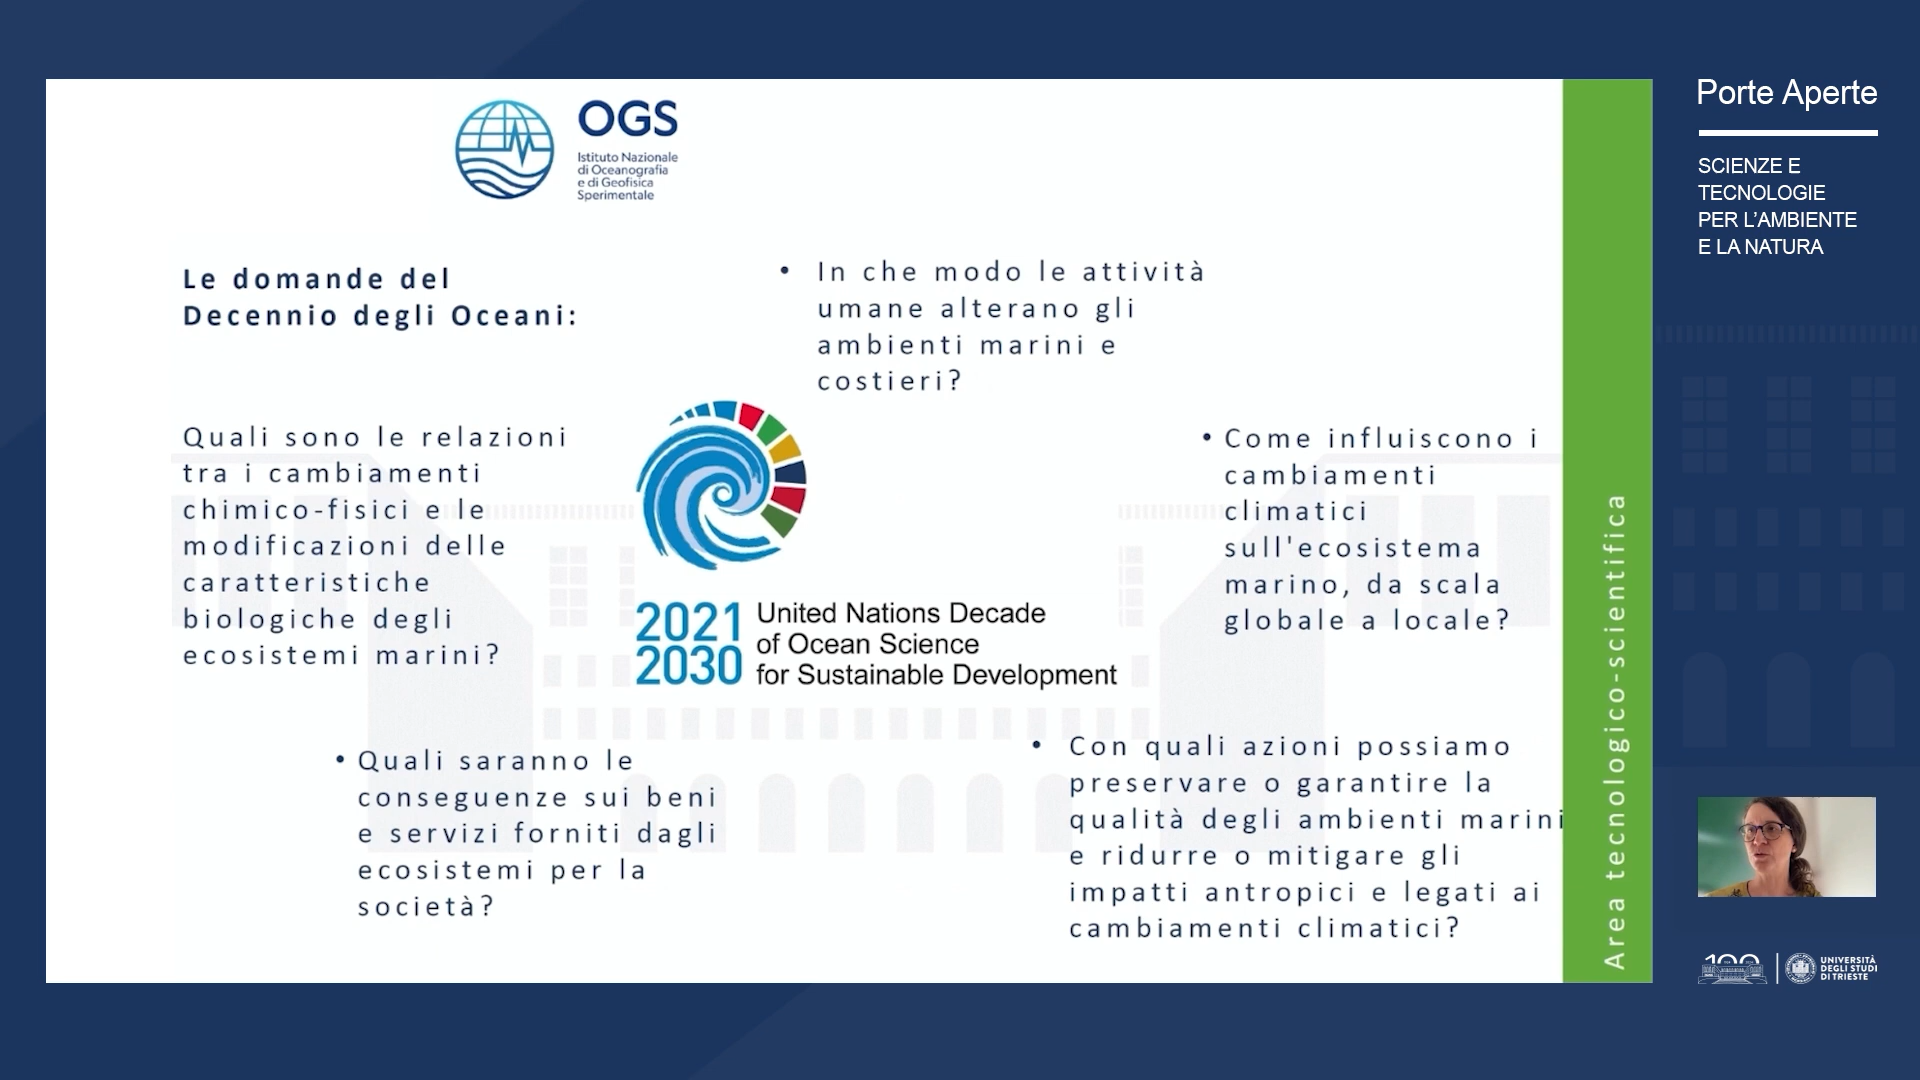 OGS
Istituto Nazionale
di Oceanografia
e di Geofisica
Sperimentale
Le domande del
Decennio degli Oceani:
• In che modo le attività
umane alterano gli
ambienti marini e
costieri?
Quali sono le relazioni
tra i cambiamenti
chimico-fisici e le
modificazioni delle
caratteristiche
biologiche degli
ecosistemi marini?
• Come influiscono i
cambiamenti
climatici
sull'ecosistema
marino, da scala
globale a locale?
2021
2030
United Nations Decade
of Ocean Science
for Sustainable Development
• Quali saranno le
conseguenze sui beni
e servizi forniti dagli
ecosistemi per la
società?
• Con quali azioni possiamo
preservare o garantire la
qualità degli ambienti marini
e ridurre o mitigare gli
impatti antropici e legati ai
cambiamenti climatici?
Area tecnologico-scientifica
Porte Aperte
SCIENZE E
TECNOLOGIE
PER L’AMBIENTE
E LA NATURA
100
UNIVERSITÀ
DEGLI STUDI
DI TRIESTE